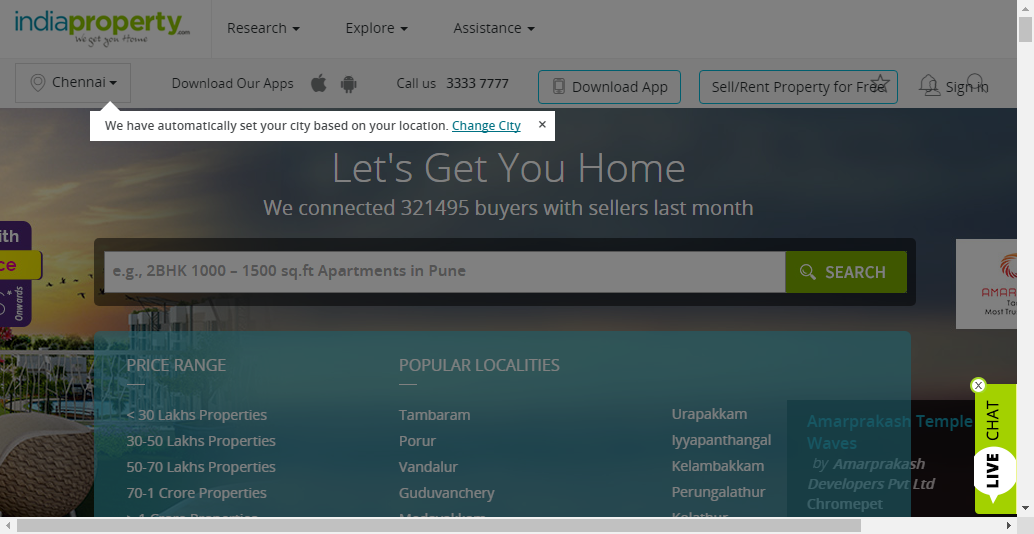 indiaproperty.com
We get you Home
Research
Explore
Assistance
Chennai
Download Our Apps
Call us 3333 7777
Download App
Sell/Rent Property for Free
Sign in
We have automatically set your city based on your location. Change City
Let's Get You Home
We connected 321495 buyers with sellers last month
ith
ce
Onwards
e.g., 2BHK 1000 – 1500 sq.ft Apartments in Pune
SEARCH
AMAR
Most Tru
PRICE RANGE
< 30 Lakhs Properties
30-50 Lakhs Properties
50-70 Lakhs Properties
70-1 Crore Properties
> 1 Crore Properties
POPULAR LOCALITIES
Tambaram
Porur
Vandalur
Guduvanchery
Medavakkam
Urapakkam
Iyyapanthangal
Kelambakkam
Perungalathur
Kolathur
Amarprakash Temple
Waves
by Amarprakash
Developers Pvt Ltd
Chromepet
LIVE CHAT